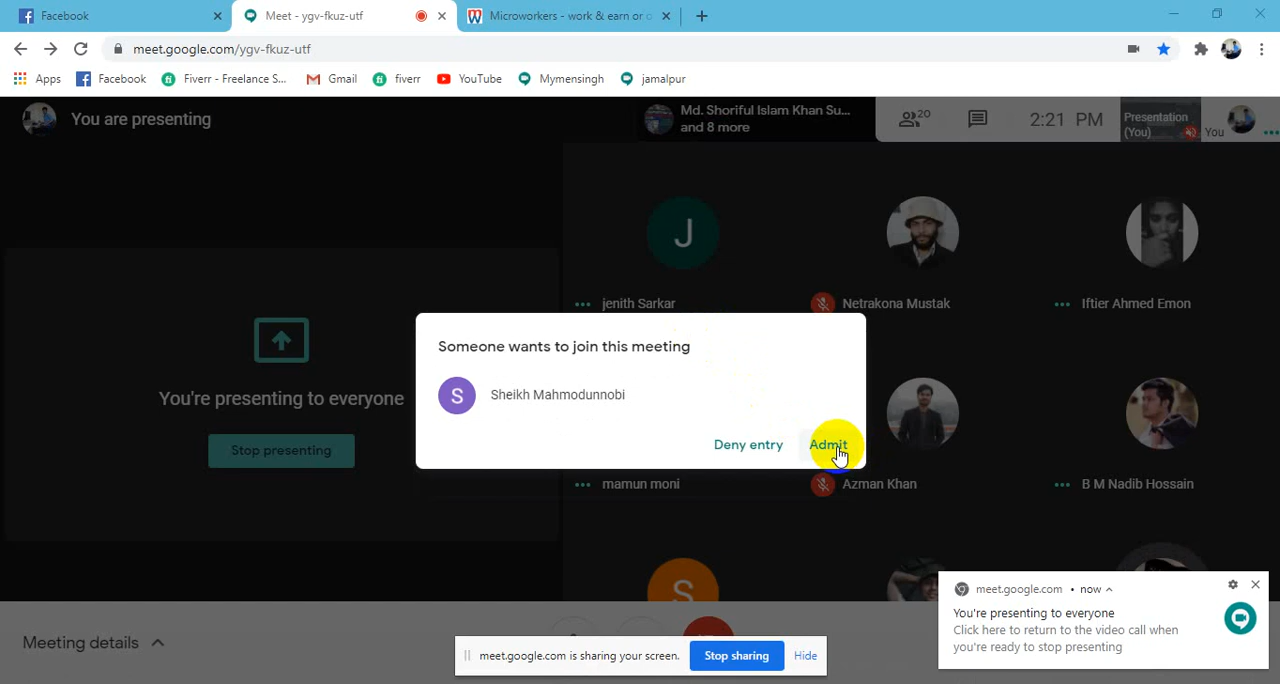 Facebook
Meet - ygv-fkuz-utf
Microworkers - work & earn or o
meet.google.com/ygv-fkuz-utf
Apps
Facebook
Fiverr - Freelance S...
Gmail
fiverr
YouTube
Mymensingh
jamalpur
You are presenting
Md. Shoriful Islam Khan Su...
and 8 more
20
2:21 PM
Presentation
(You)
You
J
jenith Sarkar
Netrakona Mustak
Iftier Ahmed Emon
Someone wants to join this meeting
S
Sheikh Mahmodunnobi
Deny entry
Admit
You're presenting to everyone
Stop presenting
mamun moni
Azman Khan
B M Nadib Hossain
S
meet.google.com • now
You're presenting to everyone
Click here to return to the video call when
you're ready to stop presenting
Meeting details
meet.google.com is sharing your screen.
Stop sharing
Hide